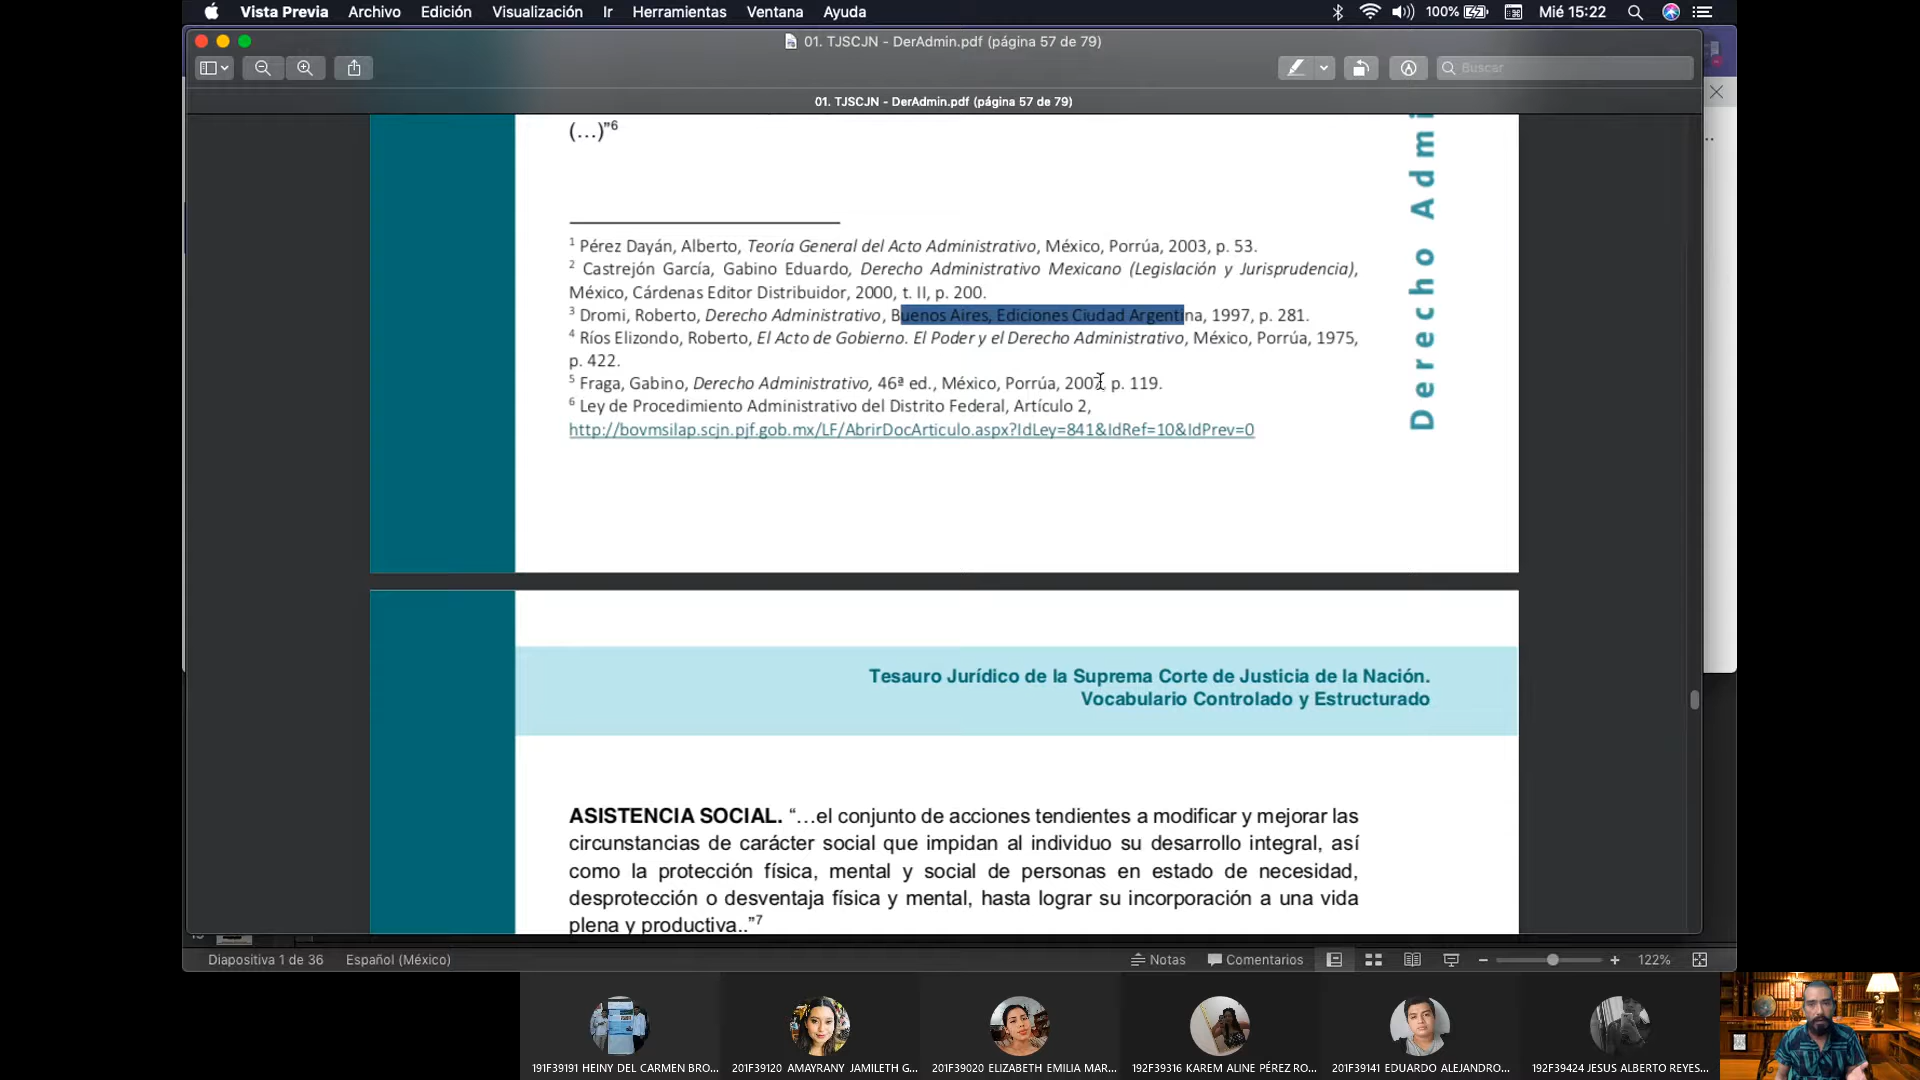 Vista Previa Archivo Edición Visualización Ir Herramientas Ventana Ayuda 100% Mié 15:22
01. TJSCJN - DerAdmin.pdf (página 57 de 79)
Buscar
01. TJSCJN - DerAdmin.pdf (página 57 de 79)
(…)”6
1 Pérez Dayán, Alberto, Teoría General del Acto Administrativo, México, Porrúa, 2003, p. 53.
2 Castrejón García, Gabino Eduardo, Derecho Administrativo Mexicano (Legislación y Jurisprudencia),
México, Cárdenas Editor Distribuidor, 2000, t. II, p. 200.
3 Dromi, Roberto, Derecho Administrativo, Buenos Aires, Ediciones Ciudad Argentina, 1997, p. 281.
4 Ríos Elizondo, Roberto, El Acto de Gobierno. El Poder y el Derecho Administrativo, México, Porrúa, 1975,
p. 422.
5 Fraga, Gabino, Derecho Administrativo, 46ª ed., México, Porrúa, 2007, p. 119.
6 Ley de Procedimiento Administrativo del Distrito Federal, Artículo 2,
http://bovmsilap.scjn.pjf.gob.mx/LF/AbrirDocArticulo.aspx?IdLey=841&IdRef=10&IdPrev=0
Derecho Admi
Tesauro Jurídico de la Suprema Corte de Justicia de la Nación.
Vocabulario Controlado y Estructurado
ASISTENCIA SOCIAL. “…el conjunto de acciones tendientes a modificar y mejorar las
circunstancias de carácter social que impidan al individuo su desarrollo integral, así
como la protección física, mental y social de personas en estado de necesidad,
desprotección o desventaja física y mental, hasta lograr su incorporación a una vida
plena y productiva..”7
Diapositiva 1 de 36 Español (México) Notas Comentarios 122%
191F39191 HEINY DEL CARMEN BRO... 201F39120 AMAYRANY JAMILETH G... 201F39020 ELIZABETH EMILIA MAR... 192F39316 KAREM ALINE PÉREZ RO... 201F39141 EDUARDO ALEJANDRO... 192F39424 JESUS ALBERTO REYES...